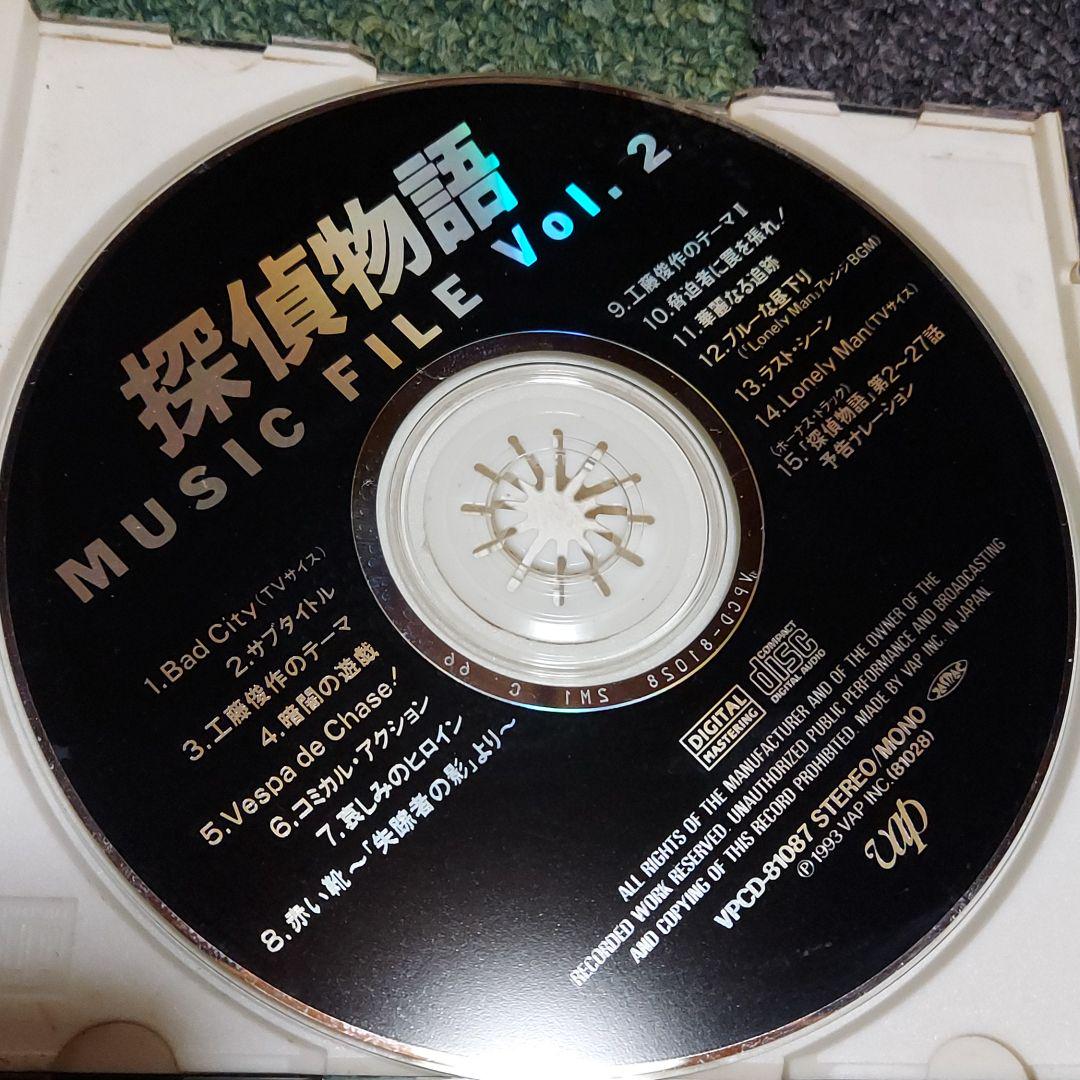 探偵物語
MUSIC FILE Vol. 2
1.Bad City(TVサイズ)
2.サブタイトル
3.工藤俊作のテーマ
4.暗闇の遊戯
5.Vespa de Chase!
6.コミカル・アクション
7.哀しみのヒロイン
8.赤い靴～「失踪者の影」より～
9.工藤俊作のテーマⅡ
10.脅迫者に罠を張れ!
11.華麗なる追跡
12.ブルーな昼下り
(「Lonely Man」アレンジBGM)
13.ラスト・シーン
14.Lonely Man(TVサイズ)
(ボーナス・トラック)
15.「探偵物語」第2～27話
予告ナレーション
VPCD-81028 2M1 C 66
DIGITAL
MASTERING
COMPACT
disc
DIGITAL AUDIO
ALL RIGHTS OF THE MANUFACTURER AND OF THE OWNER OF THE
RECORDED WORK RESERVED. UNAUTHORIZED PUBLIC PERFORMANCE AND BROADCASTING
AND COPYING OF THIS RECORD PROHIBITED. MADE BY VAP INC. IN JAPAN.
VPCD-81087 STEREO/MONO
Ⓟ1993 VAP INC.(81028)
vap